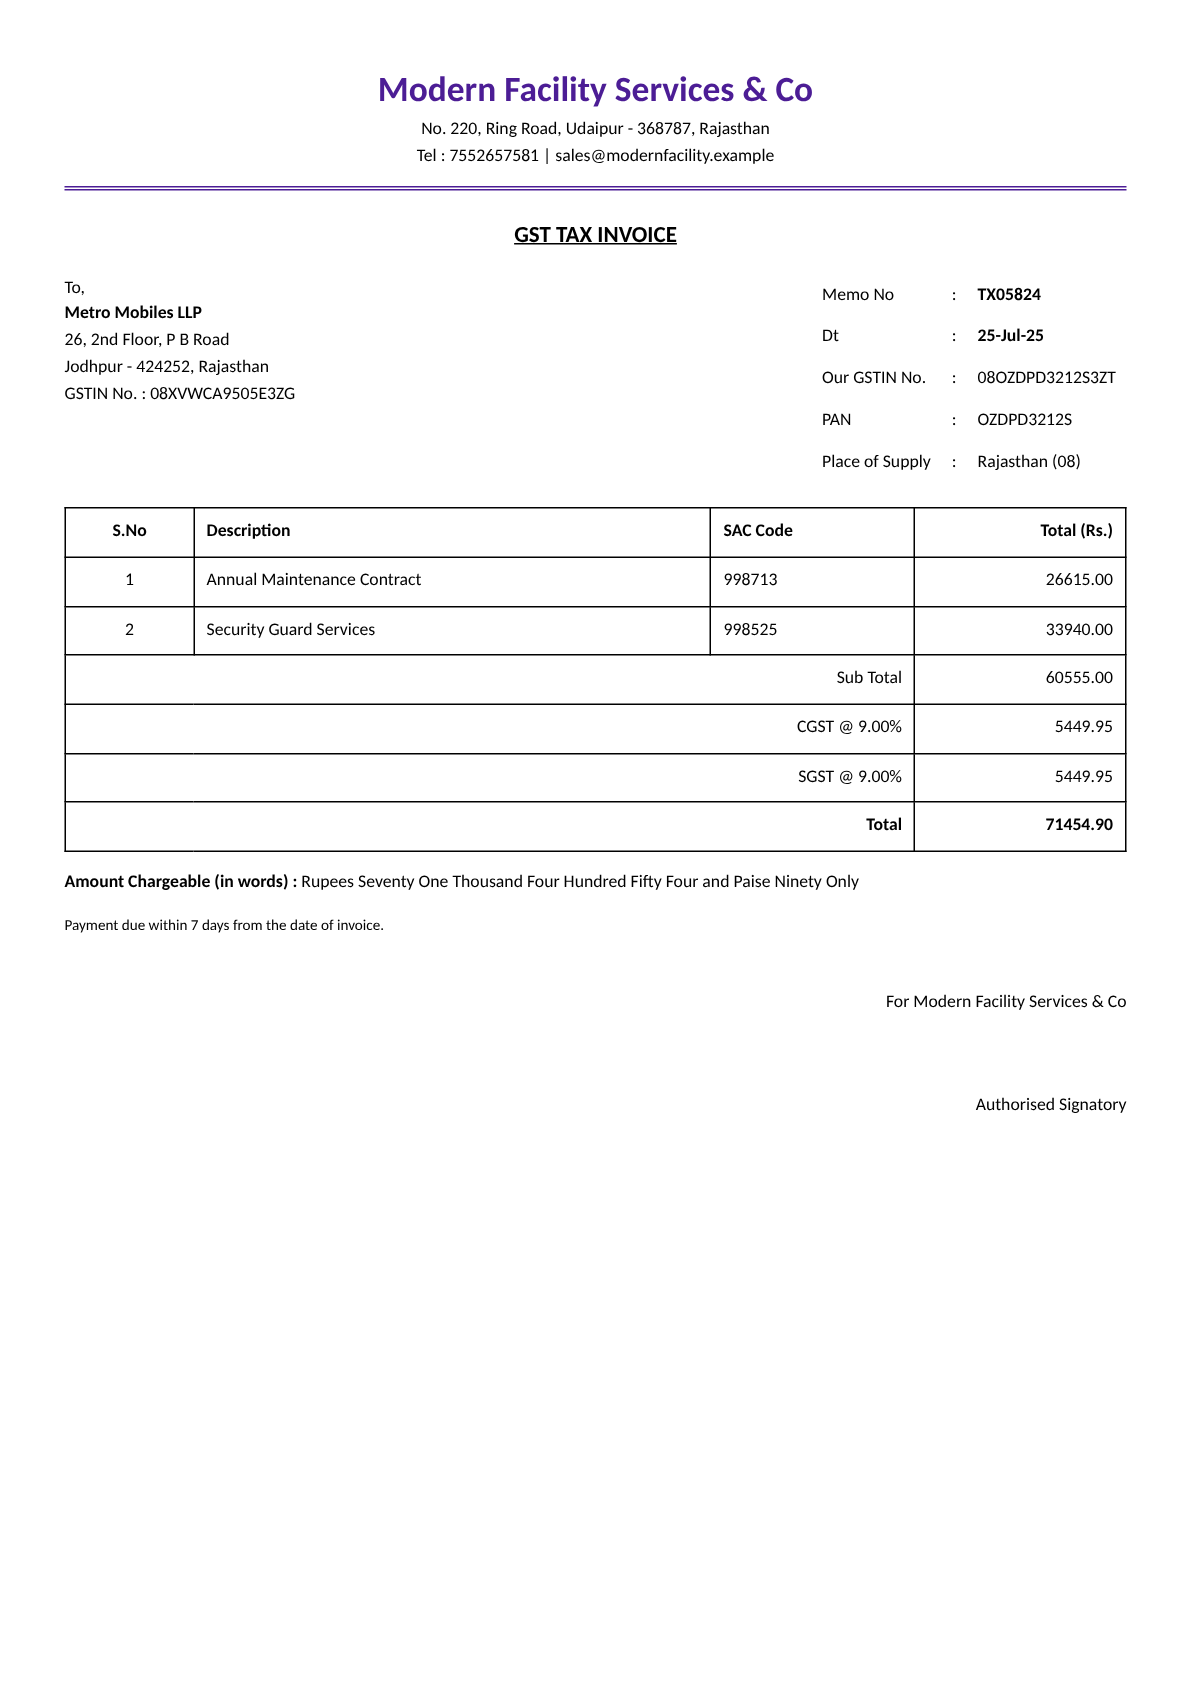 Modern Facility Services & Co
No. 220, Ring Road, Udaipur - 368787, Rajasthan
Tel : 7552657581 | sales@modernfacility.example
GST TAX INVOICE
To,
Metro Mobiles LLP
26, 2nd Floor, P B Road
Jodhpur - 424252, Rajasthan
GSTIN No. : 08XVWCA9505E3ZG
Memo No : TX05824
Dt : 25-Jul-25
Our GSTIN No. : 08OZDPD3212S3ZT
PAN : OZDPD3212S
Place of Supply : Rajasthan (08)
S.No Description SAC Code Total (Rs.)
1 Annual Maintenance Contract 998713 26615.00
2 Security Guard Services 998525 33940.00
Sub Total 60555.00
CGST @ 9.00% 5449.95
SGST @ 9.00% 5449.95
Total 71454.90
Amount Chargeable (in words) : Rupees Seventy One Thousand Four Hundred Fifty Four and Paise Ninety Only
Payment due within 7 days from the date of invoice.
For Modern Facility Services & Co
Authorised Signatory